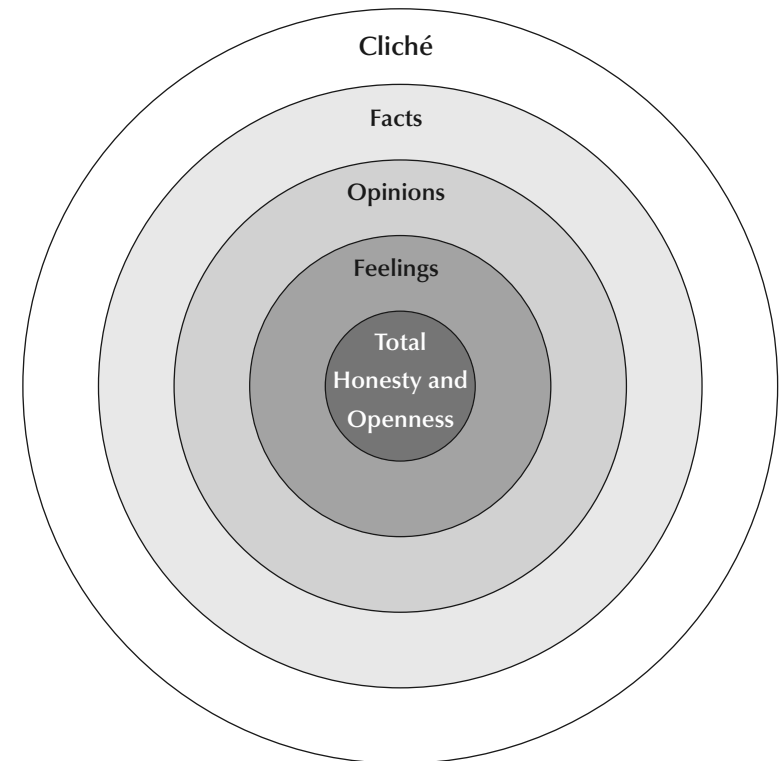 Cliché
Facts
Opinions
Feelings
Total
Honesty and
Openness